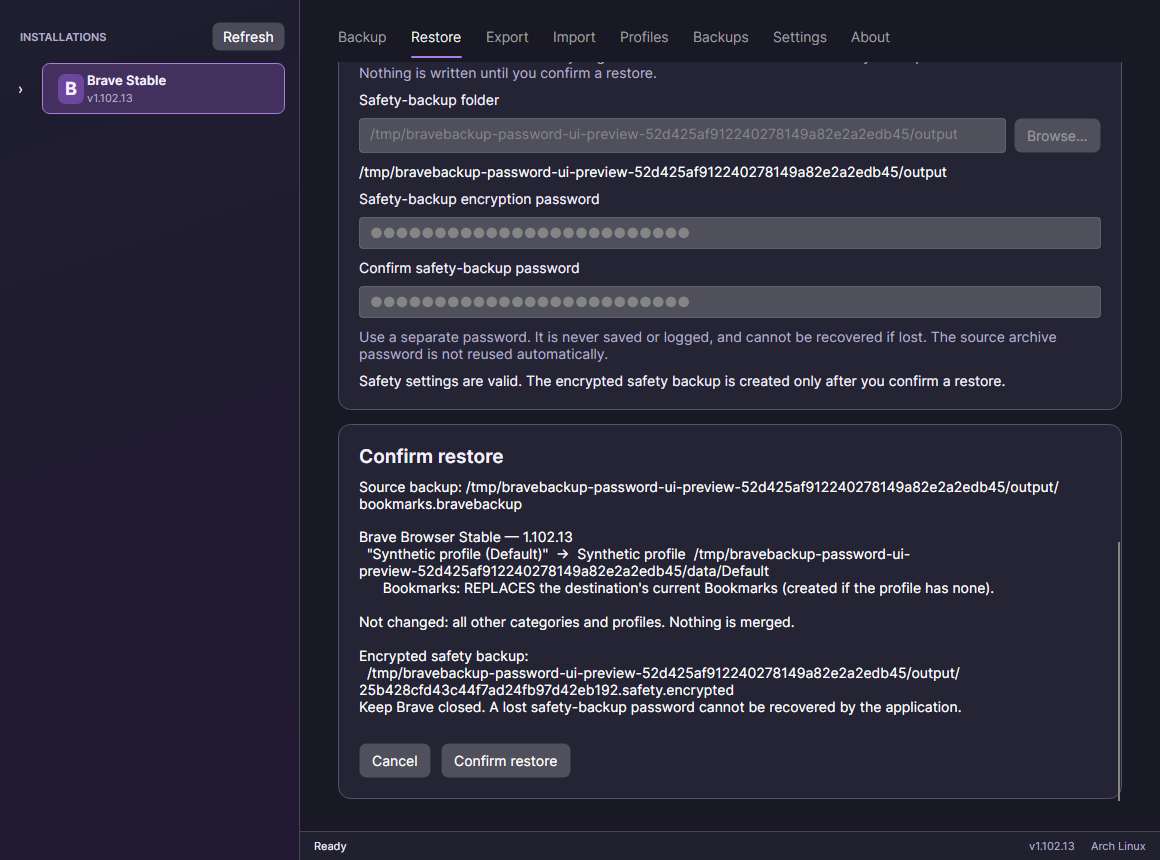 INSTALLATIONS
Refresh
›
B
Brave Stable
v1.102.13
Backup
Restore
Export
Import
Profiles
Backups
Settings
About
Nothing is written until you confirm a restore.
Safety-backup folder
/tmp/bravebackup-password-ui-preview-52d425af912240278149a82e2a2edb45/output
Browse...
/tmp/bravebackup-password-ui-preview-52d425af912240278149a82e2a2edb45/output
Safety-backup encryption password
●●●●●●●●●●●●●●●●●●●●●●●●●
Confirm safety-backup password
●●●●●●●●●●●●●●●●●●●●●●●●●
Use a separate password. It is never saved or logged, and cannot be recovered if lost. The source archive
password is not reused automatically.
Safety settings are valid. The encrypted safety backup is created only after you confirm a restore.
Confirm restore
Source backup: /tmp/bravebackup-password-ui-preview-52d425af912240278149a82e2a2edb45/output/
bookmarks.bravebackup
Brave Browser Stable — 1.102.13
"Synthetic profile (Default)" → Synthetic profile /tmp/bravebackup-password-ui-
preview-52d425af912240278149a82e2a2edb45/data/Default
Bookmarks: REPLACES the destination's current Bookmarks (created if the profile has none).
Not changed: all other categories and profiles. Nothing is merged.
Encrypted safety backup:
/tmp/bravebackup-password-ui-preview-52d425af912240278149a82e2a2edb45/output/
25b428cfd43c44f7ad24fb97d42eb192.safety.encrypted
Keep Brave closed. A lost safety-backup password cannot be recovered by the application.
Cancel
Confirm restore
Ready
v1.102.13
Arch Linux